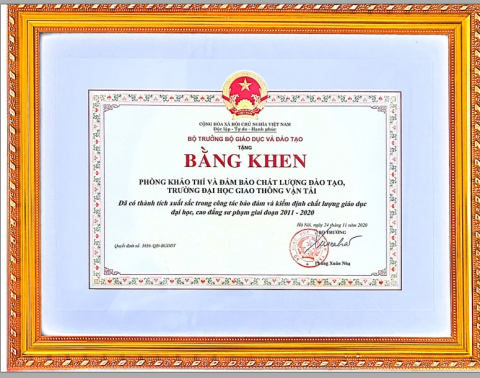 CỘNG HÒA XÃ HỘI CHỦ NGHĨA VIỆT NAM
Độc lập - Tự do - Hạnh phúc
BỘ TRƯỞNG BỘ GIÁO DỤC VÀ ĐÀO TẠO
TẶNG
BẰNG KHEN
PHÒNG KHẢO THÍ VÀ ĐẢM BẢO CHẤT LƯỢNG ĐÀO TẠO,
TRƯỜNG ĐẠI HỌC GIAO THÔNG VẬN TẢI
Đã có thành tích xuất sắc trong công tác bảo đảm và kiểm định chất lượng giáo dục
đại học, cao đẳng sư phạm giai đoạn 2011 - 2020
Hà Nội, ngày 24 tháng 11 năm 2020
BỘ TRƯỞNG
Quyết định số: /QĐ-BGDĐT
Phùng Xuân Nhạ